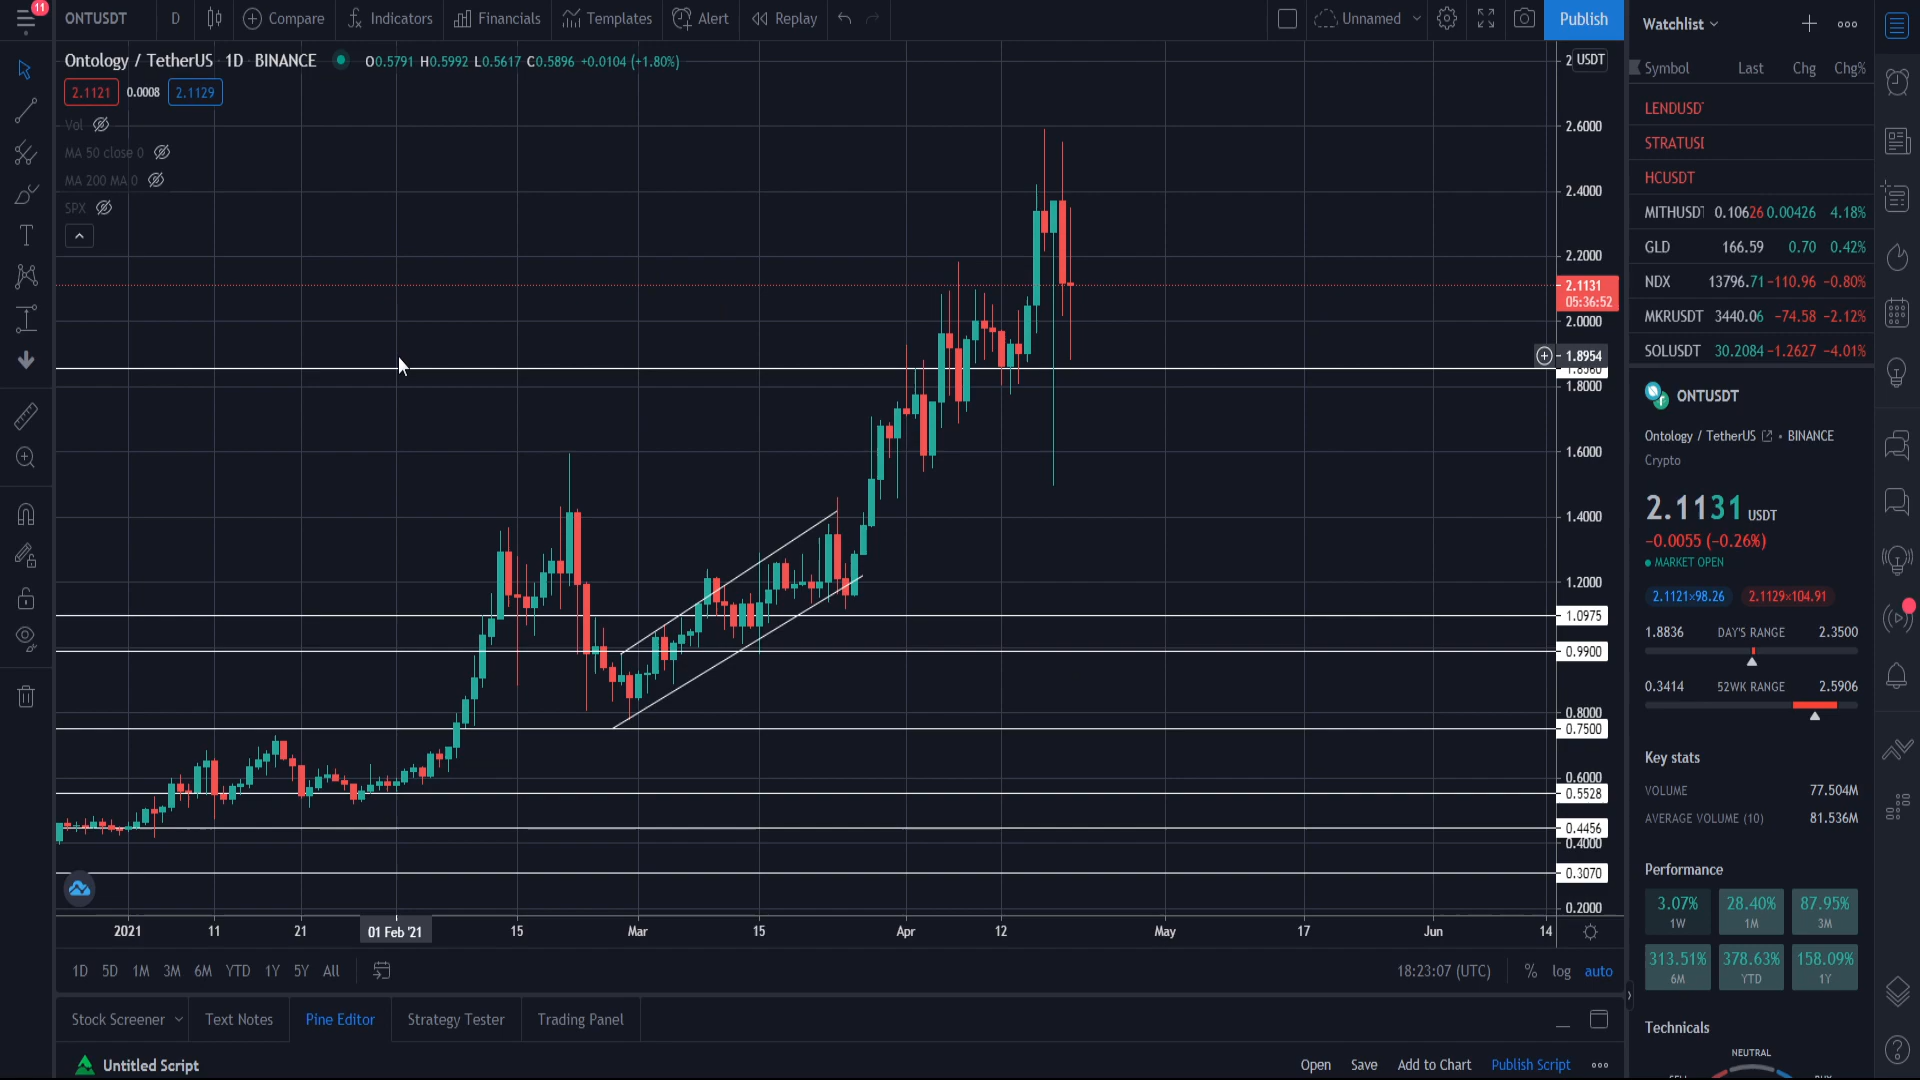 11
ONTUSDT D Compare Indicators Financials Templates Alert Replay Unnamed Publish
Ontology / TetherUS 1D BINANCE O0.5791 H0.5992 L0.5617 C0.5896 +0.0104 (+1.80%)
2.1121 0.0008 2.1129
Vol
MA 50 close 0
MA 200 MA 0
SPX
USDT
2.6000
2.4000
2.2000
2.1131
05:36:52
2.0000
1.8954
1.8000
1.6000
1.4000
1.2000
1.0975
0.9900
0.8000
0.7500
0.6000
0.5528
0.4456
0.4000
0.3070
0.2000
2021 11 21 01 Feb '21 15 Mar 15 Apr 12 May 17 Jun 14
1D 5D 1M 3M 6M YTD 1Y 5Y All 18:23:07 (UTC) % log auto
Stock Screener Text Notes Pine Editor Strategy Tester Trading Panel
Untitled Script Open Save Add to Chart Publish Script
Watchlist
Symbol Last Chg Chg%
LENDUSD
STRATUS
HCUSDT
MITHUSD 0.10626 0.00426 4.18%
GLD 166.59 0.70 0.42%
NDX 13796.71 −110.96 −0.80%
MKRUSDT 3440.06 −74.58 −2.12%
SOLUSDT 30.2084 −1.2627 −4.01%
ONTUSDT
Ontology / TetherUS • BINANCE
Crypto
2.1131 USDT
−0.0055 (−0.26%)
MARKET OPEN
2.1121×98.26 2.1129×104.91
1.8836 DAY'S RANGE 2.3500
0.3414 52WK RANGE 2.5906
Key stats
VOLUME 77.504M
AVERAGE VOLUME (10) 81.536M
Performance
3.07% 28.40% 87.95%
1W 1M 3M
313.51% 378.63% 158.09%
6M YTD 1Y
Technicals
NEUTRAL